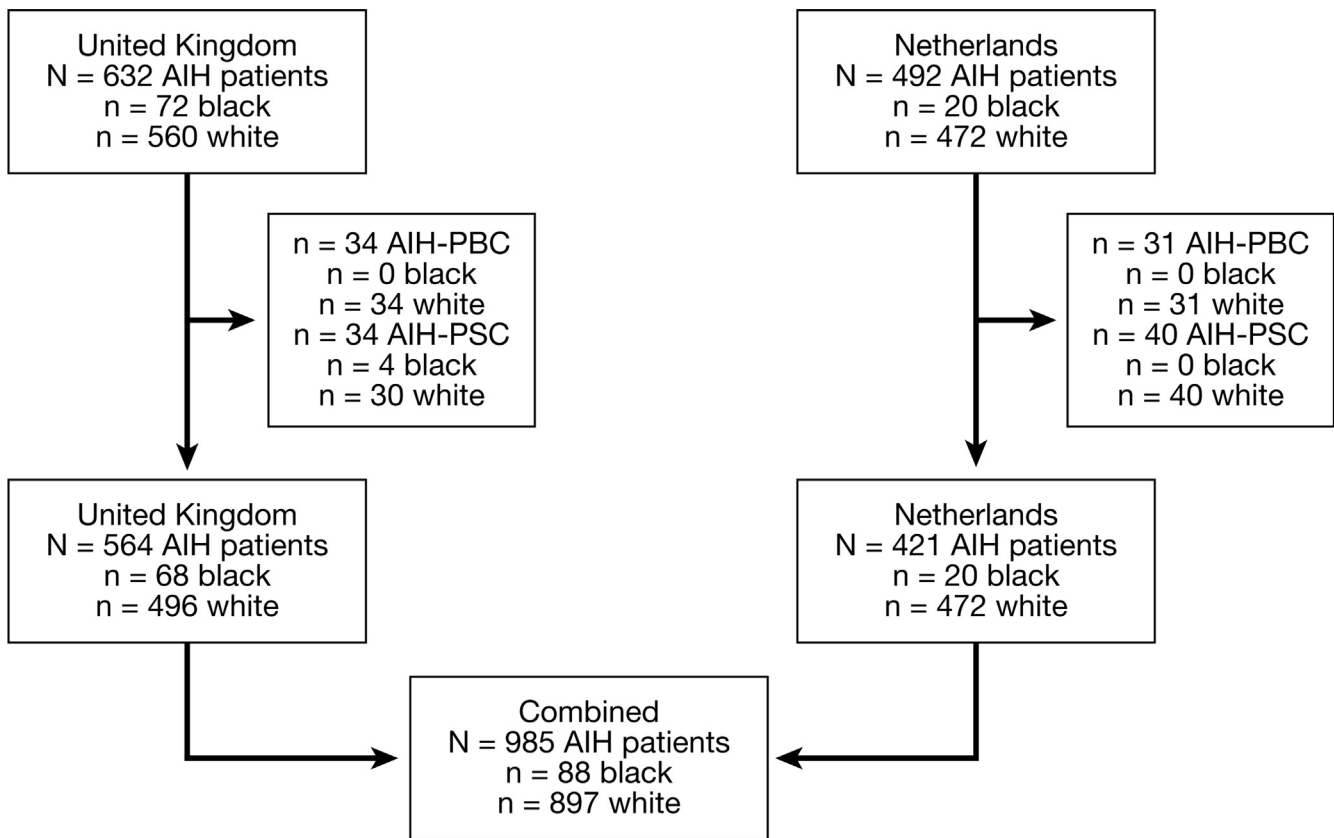 United Kingdom
N = 632 AIH patients
n = 72 black
n = 560 white
Netherlands
N = 492 AIH patients
n = 20 black
n = 472 white
n = 34 AIH-PBC
n = 0 black
n = 34 white
n = 34 AIH-PSC
n = 4 black
n = 30 white
n = 31 AIH-PBC
n = 0 black
n = 31 white
n = 40 AIH-PSC
n = 0 black
n = 40 white
United Kingdom
N = 564 AIH patients
n = 68 black
n = 496 white
Netherlands
N = 421 AIH patients
n = 20 black
n = 472 white
Combined
N = 985 AIH patients
n = 88 black
n = 897 white